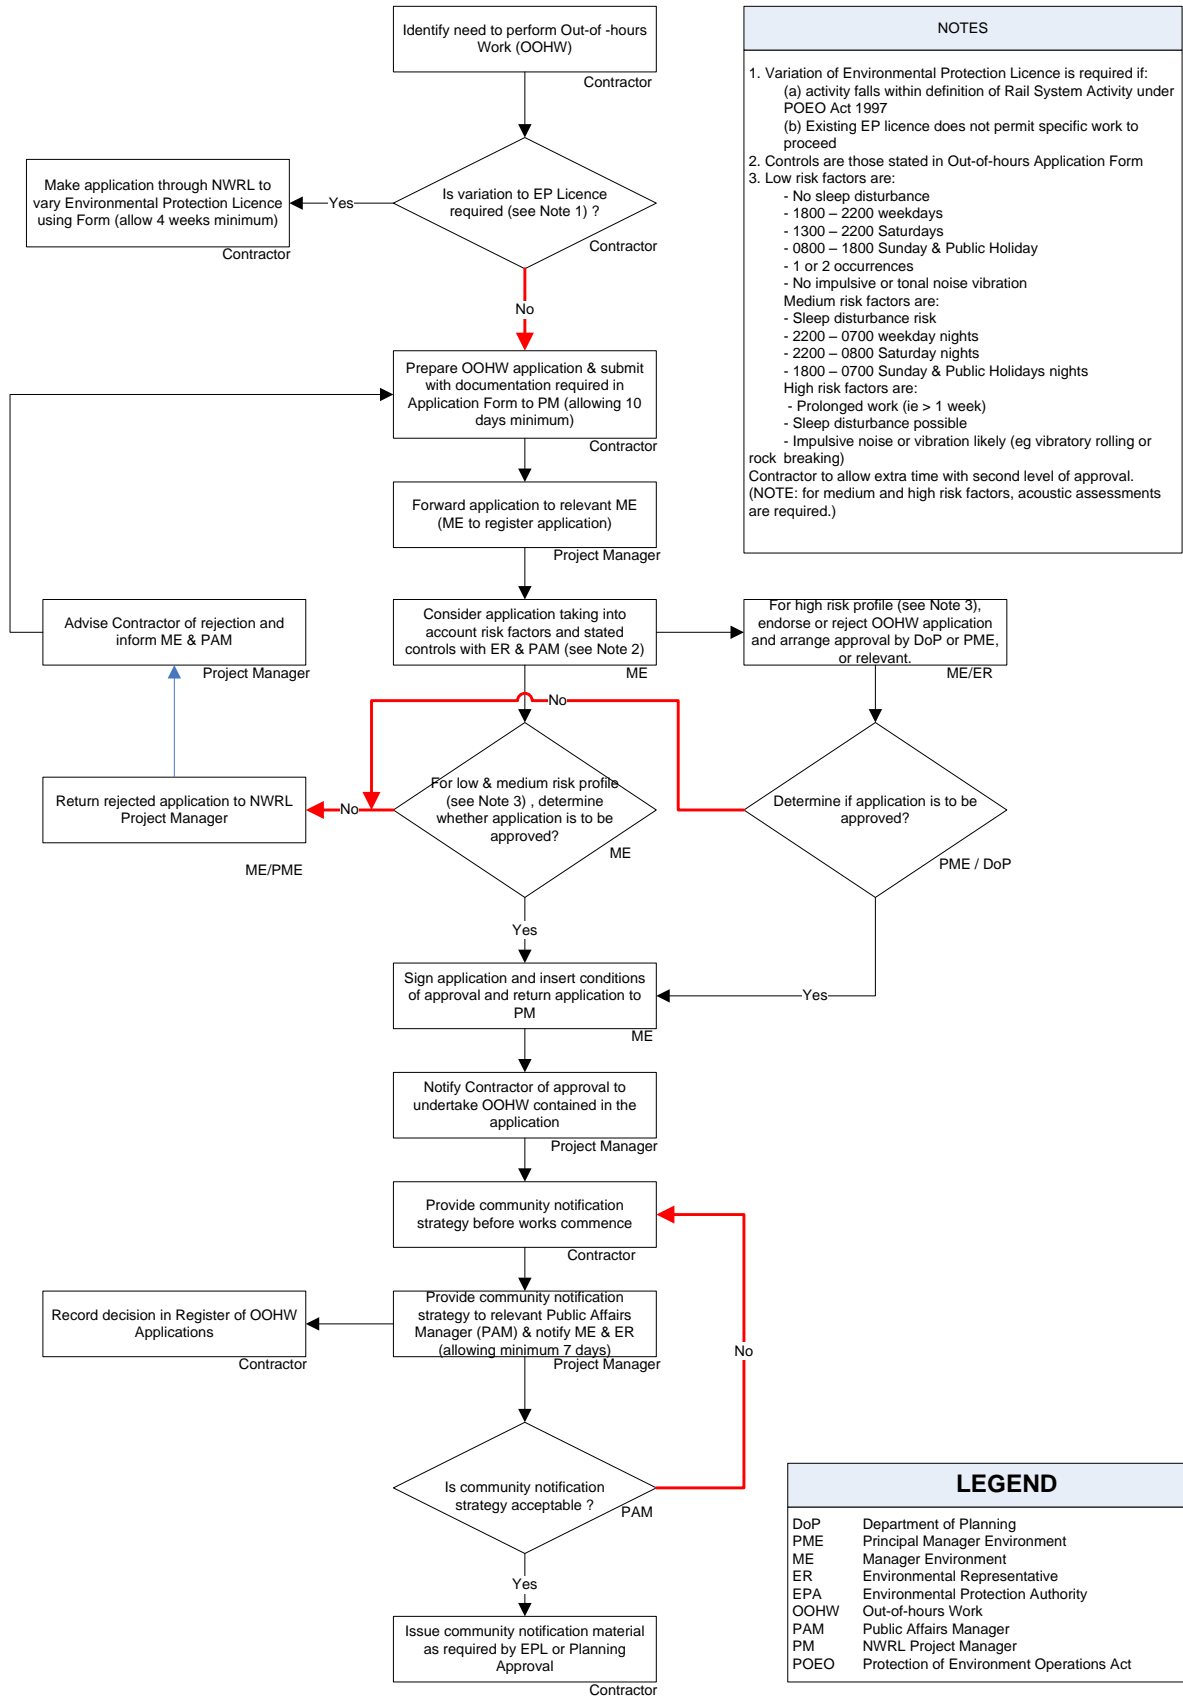 Identify need to perform Out-of -hours
Work (OOHW)
Contractor
NOTES
1. Variation of Environmental Protection Licence is required if:
(a) activity falls within definition of Rail System Activity under
POEO Act 1997
(b) Existing EP licence does not permit specific work to
proceed
2. Controls are those stated in Out-of-hours Application Form
3. Low risk factors are:
- No sleep disturbance
- 1800 – 2200 weekdays
- 1300 – 2200 Saturdays
- 0800 – 1800 Sunday & Public Holiday
- 1 or 2 occurrences
- No impulsive or tonal noise vibration
Medium risk factors are:
- Sleep disturbance risk
- 2200 – 0700 weekday nights
- 2200 – 0800 Saturday nights
- 1800 – 0700 Sunday & Public Holidays nights
High risk factors are:
- Prolonged work (ie > 1 week)
- Sleep disturbance possible
- Impulsive noise or vibration likely (eg vibratory rolling or
rock breaking)
Contractor to allow extra time with second level of approval.
(NOTE: for medium and high risk factors, acoustic assessments
are required.)
Is variation to EP Licence
required (see Note 1) ?
Contractor
Yes
Make application through NWRL to
vary Environmental Protection Licence
using Form (allow 4 weeks minimum)
Contractor
No
Prepare OOHW application & submit
with documentation required in
Application Form to PM (allowing 10
days minimum)
Contractor
Forward application to relevant ME
(ME to register application)
Project Manager
Advise Contractor of rejection and
inform ME & PAM
Project Manager
Consider application taking into
account risk factors and stated
controls with ER & PAM (see Note 2)
ME
For high risk profile (see Note 3),
endorse or reject OOHW application
and arrange approval by DoP or PME,
or relevant.
ME/ER
No
Return rejected application to NWRL
Project Manager
ME/PME
No
For low & medium risk profile
(see Note 3) , determine
whether application is to be
approved?
ME
Determine if application is to be
approved?
PME / DoP
Yes
Sign application and insert conditions
of approval and return application to
PM
ME
Yes
Notify Contractor of approval to
undertake OOHW contained in the
application
Project Manager
Provide community notification
strategy before works commence
Contractor
Record decision in Register of OOHW
Applications
Contractor
Provide community notification
strategy to relevant Public Affairs
Manager (PAM) & notify ME & ER
(allowing minimum 7 days)
Project Manager
No
Is community notification
strategy acceptable ?
PAM
Yes
Issue community notification material
as required by EPL or Planning
Approval
Contractor
LEGEND
DoP Department of Planning
PME Principal Manager Environment
ME Manager Environment
ER Environmental Representative
EPA Environmental Protection Authority
OOHW Out-of-hours Work
PAM Public Affairs Manager
PM NWRL Project Manager
POEO Protection of Environment Operations Act